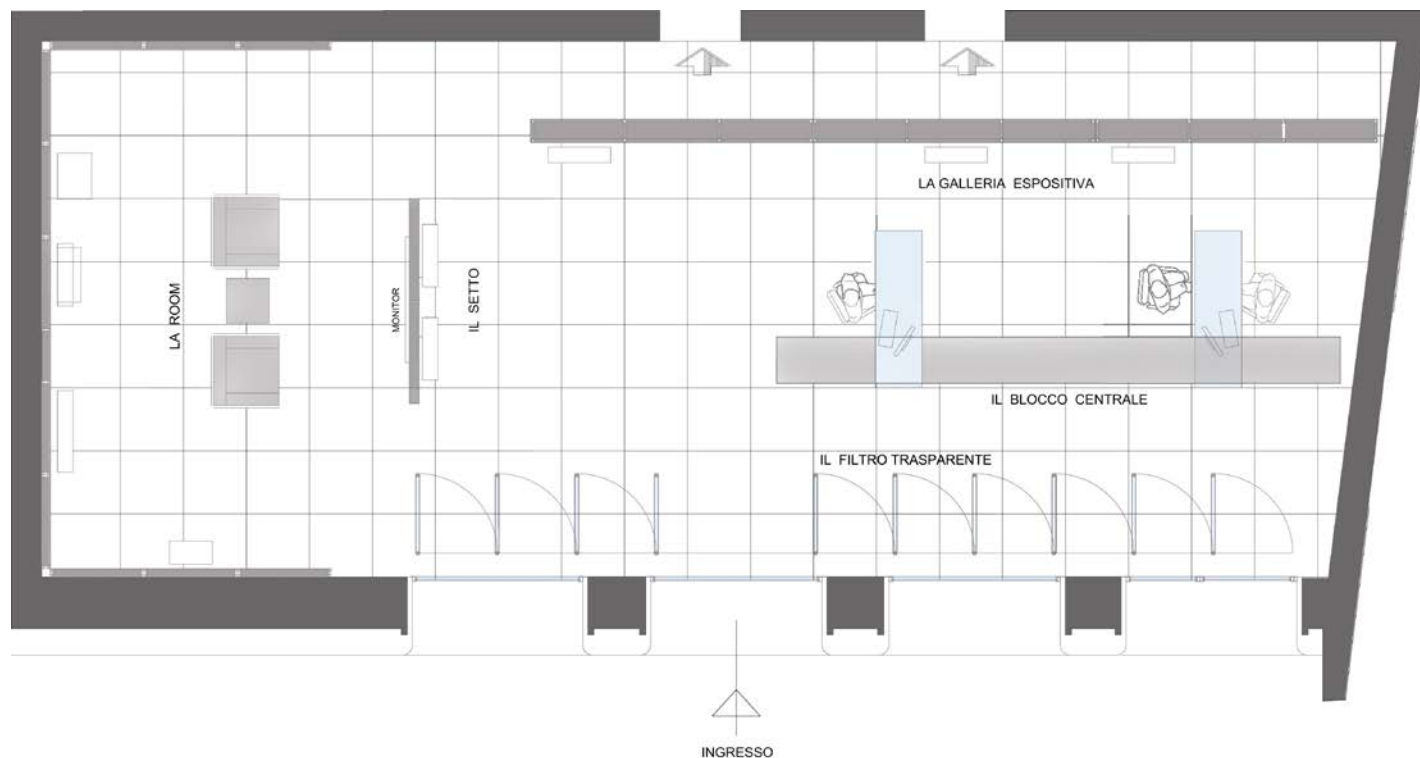 LA GALLERIA ESPOSITIVA
LA ROOM
MONITOR
IL SETTO
IL BLOCCO CENTRALE
IL FILTRO TRASPARENTE
INGRESSO